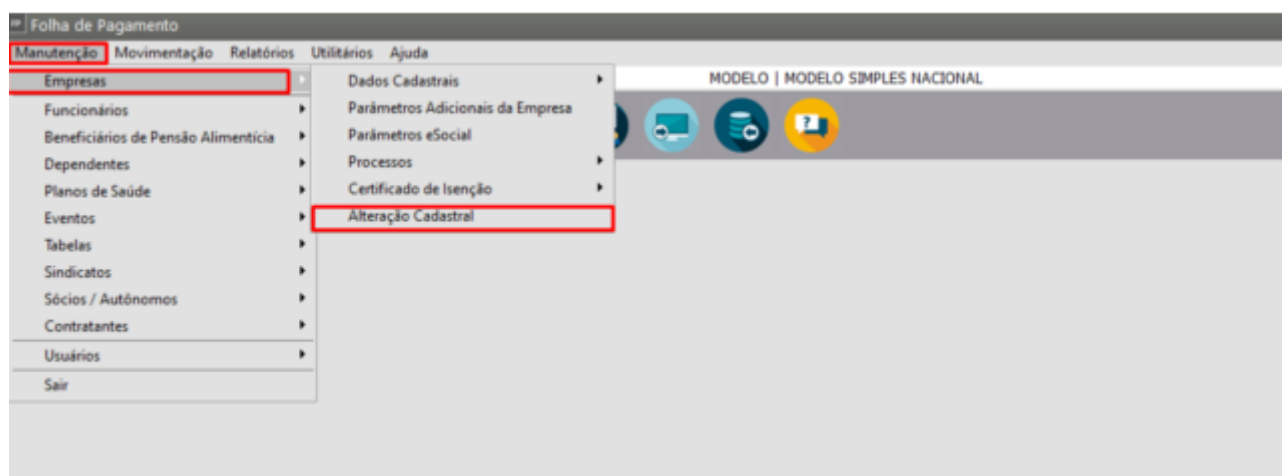 FP Folha de Pagamento
Manutenção Movimentação Relatórios Utilitários Ajuda
MODELO | MODELO SIMPLES NACIONAL
Empresas
Funcionários
Beneficiários de Pensão Alimentícia
Dependentes
Planos de Saúde
Eventos
Tabelas
Sindicatos
Sócios / Autônomos
Contratantes
Usuários
Sair
Dados Cadastrais
Parâmetros Adicionais da Empresa
Parâmetros eSocial
Processos
Certificado de Isenção
Alteração Cadastral
?